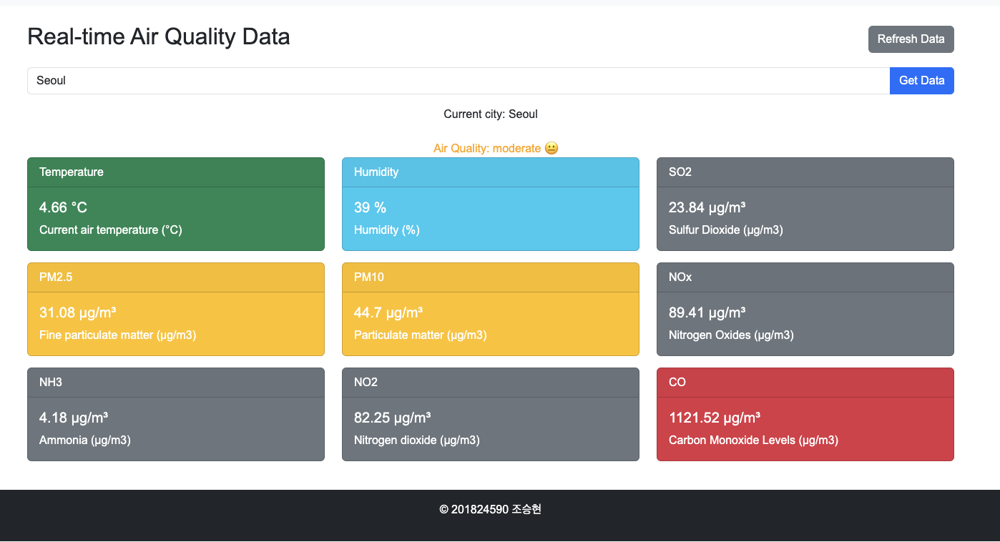 Real-time Air Quality Data
Refresh Data
Seoul
Get Data
Current city: Seoul
Air Quality: moderate 😐
Temperature
4.66 °C
Current air temperature (°C)
Humidity
39 %
Humidity (%)
SO2
23.84 µg/m³
Sulfur Dioxide (µg/m3)
PM2.5
31.08 µg/m³
Fine particulate matter (µg/m3)
PM10
44.7 µg/m³
Particulate matter (µg/m3)
NOx
89.41 µg/m³
Nitrogen Oxides (µg/m3)
NH3
4.18 µg/m³
Ammonia (µg/m3)
NO2
82.25 µg/m³
Nitrogen dioxide (µg/m3)
CO
1121.52 µg/m³
Carbon Monoxide Levels (µg/m3)
© 201824590 조승현